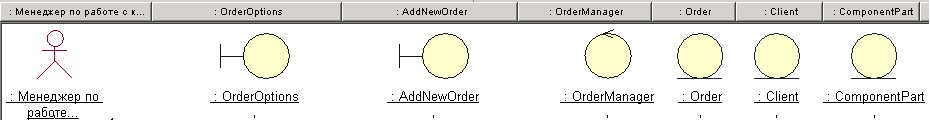 : Менеджер по работе с к... : OrderOptions : AddNewOrder : OrderManager : Order : Client : ComponentPart
: Менеджер по : OrderOptions : AddNewOrder : OrderManager : Order : Client : ComponentPart
работе...